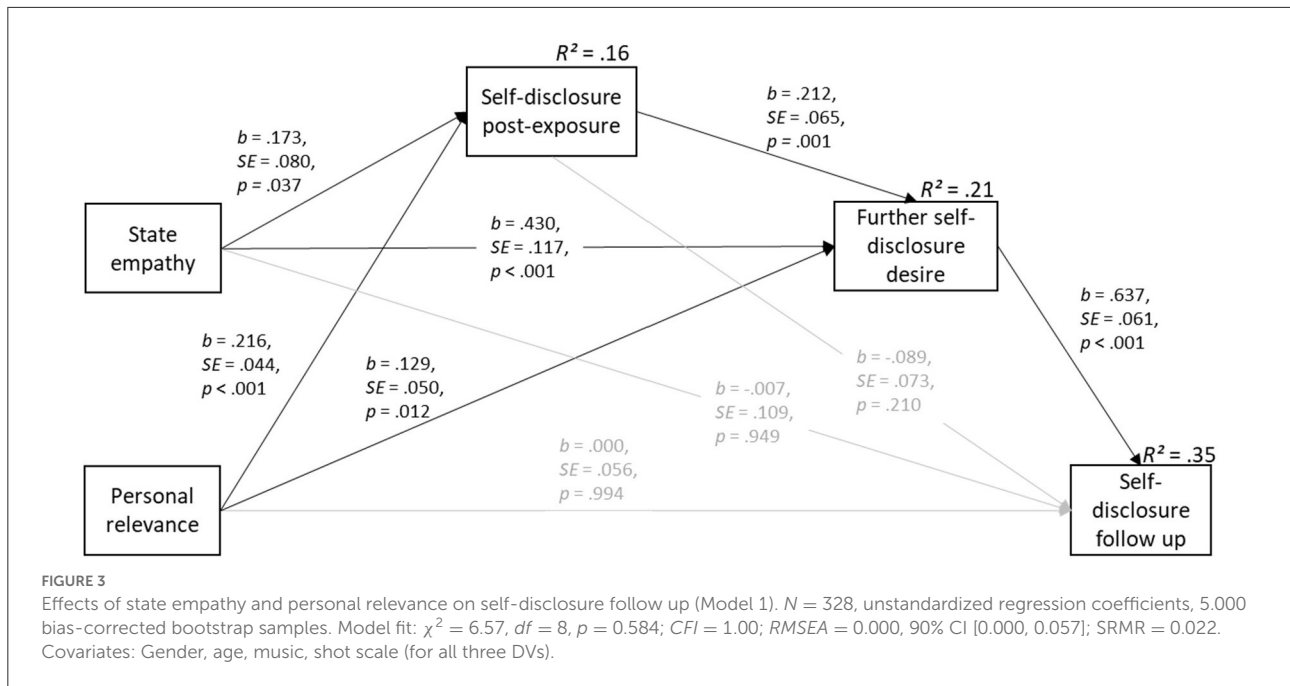 R² = .16
Self-disclosure
post-exposure
b = .173,
SE = .080,
p = .037
b = .212,
SE = .065,
p = .001
R² = .21
State
empathy
b = .430,
SE = .117,
p < .001
Further self-
disclosure
desire
b = .216,
SE = .044,
p < .001
b = .129,
SE = .050,
p = .012
b = -.007,
SE = .109,
p = .949
b = -.089,
SE = .073,
p = .210
b = .637,
SE = .061,
p < .001
b = .000,
SE = .056,
p = .994
R² = .35
Personal
relevance
Self-
disclosure
follow up
FIGURE 3
Effects of state empathy and personal relevance on self-disclosure follow up (Model 1). N = 328, unstandardized regression coefficients, 5.000
bias-corrected bootstrap samples. Model fit: χ² = 6.57, df = 8, p = 0.584; CFI = 1.00; RMSEA = 0.000, 90% CI [0.000, 0.057]; SRMR = 0.022.
Covariates: Gender, age, music, shot scale (for all three DVs).